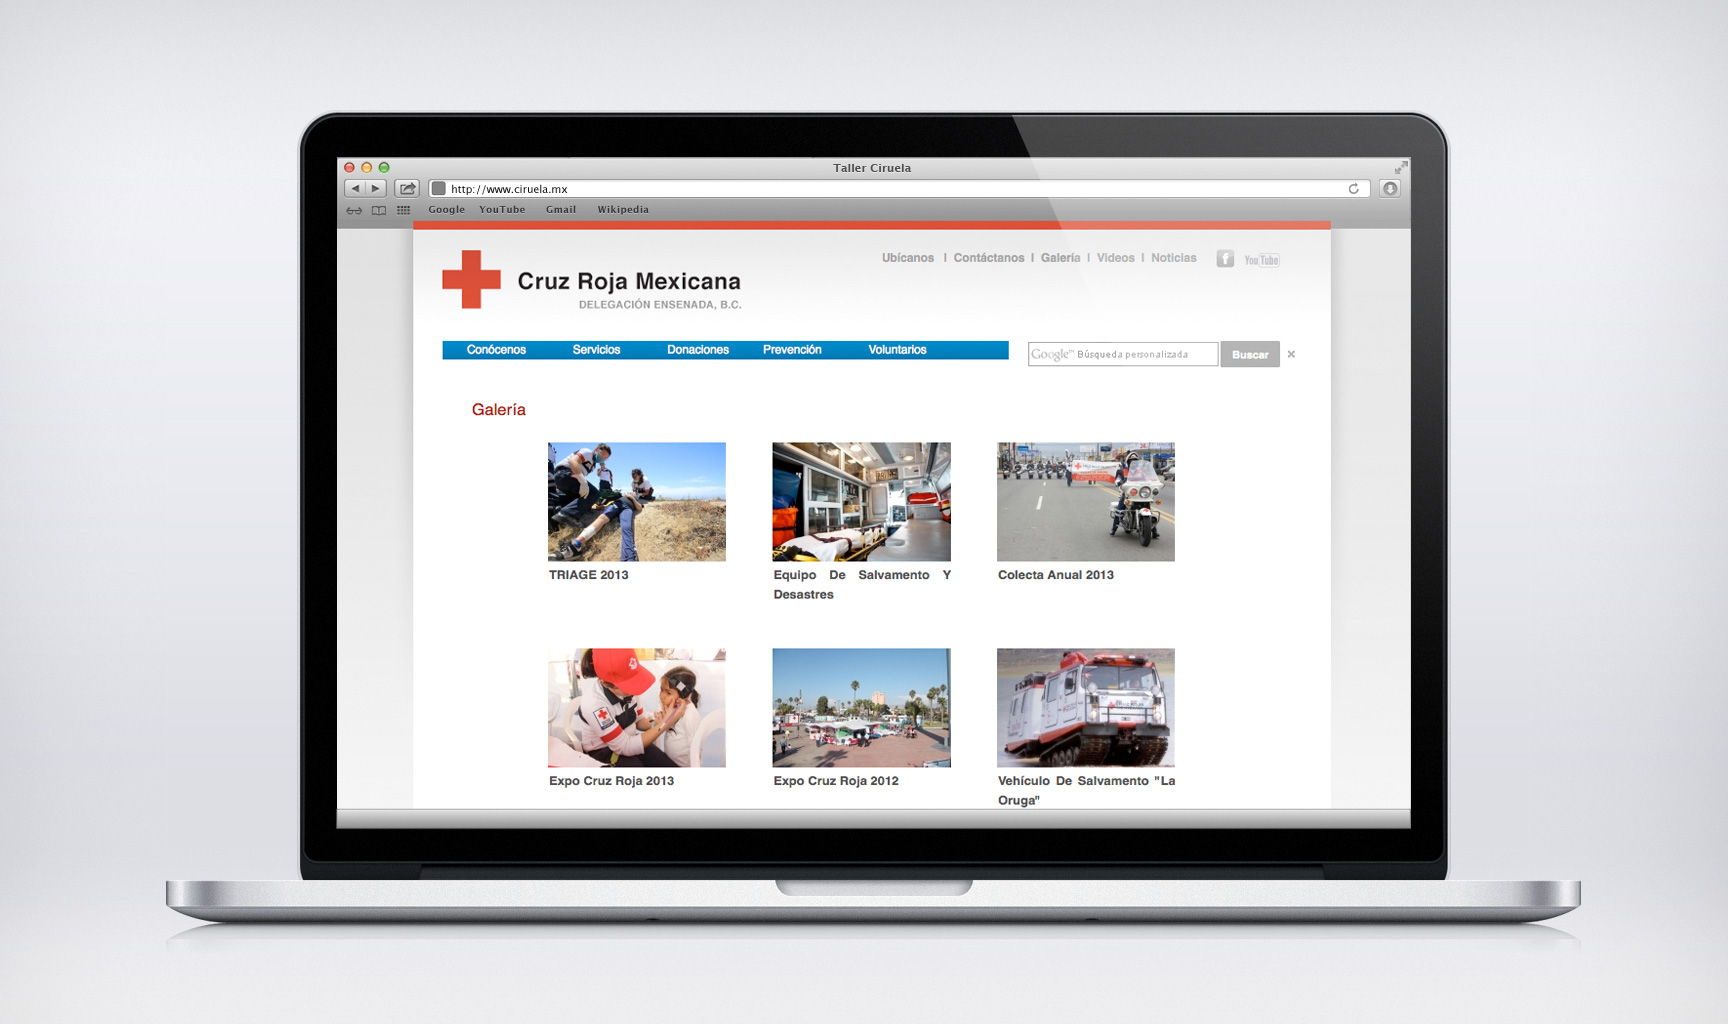 Taller Ciruela
http://www.ciruela.mx
Google YouTube Gmail Wikipedia
Ubícanos | Contáctanos | Galería | Videos | Noticias f YouTube
Cruz Roja Mexicana
DELEGACIÓN ENSENADA, B.C.
Conócenos Servicios Donaciones Prevención Voluntarios
Google™ Búsqueda personalizada Buscar ×
Galería
TRIAGE 2013
Equipo De Salvamento Y
Desastres
Colecta Anual 2013
Expo Cruz Roja 2013
Expo Cruz Roja 2012
Vehículo De Salvamento "La
Oruga"